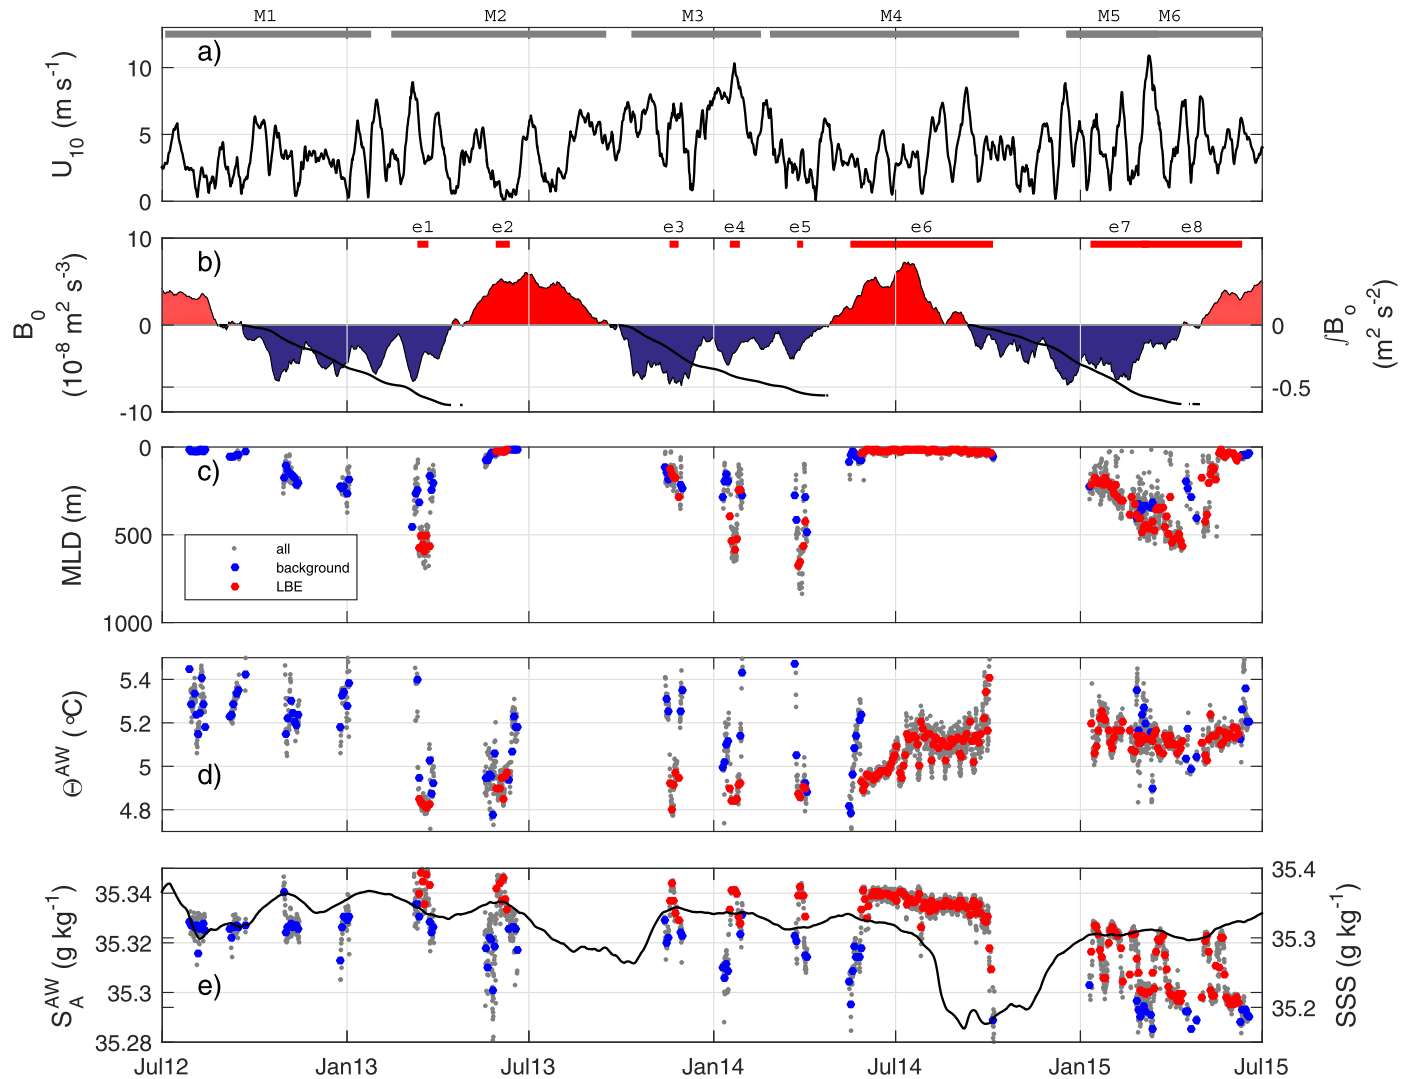 M1 M2 M3 M4 M5 M6
a)
10
5
0
U10 (m s-1)
e1 e2 e3 e4 e5 e6 e7 e8
b)
10
0
-10
B0
(10-8 m2 s-3)
0
-0.5
∫Bo
(m2 s-2)
c)
0
500
1000
MLD (m)
all
background
LBE
d)
5.4
5.2
5
4.8
ΘAW (°C)
e)
35.34
35.32
35.3
35.28
SAAW (g kg-1)
35.4
35.3
35.2
SSS (g kg-1)
Jul12 Jan13 Jul13 Jan14 Jul14 Jan15 Jul15